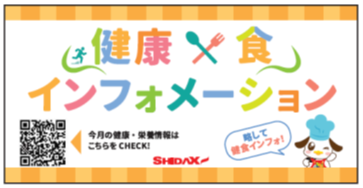 健康×食
インフォメーション
今月の健康・栄養情報は
こちらをCHECK!
SHiDAX
略して
健食インフォ!